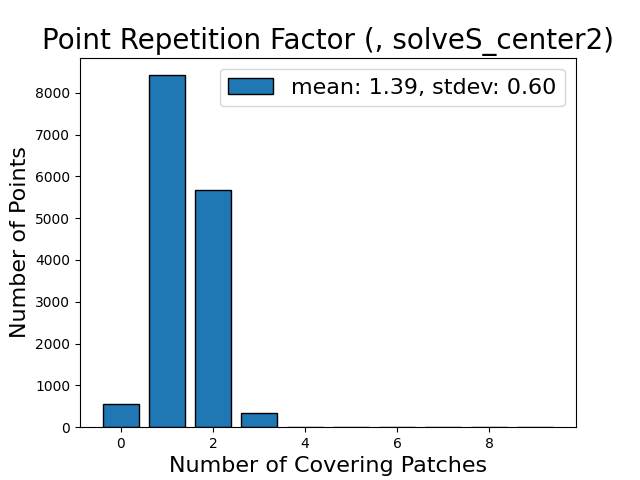 Point Repetition Factor (, solveS_center2)
mean: 1.39, stdev: 0.60
Number of Points
8000
7000
6000
5000
4000
3000
2000
1000
0
0 2 4 6 8
Number of Covering Patches